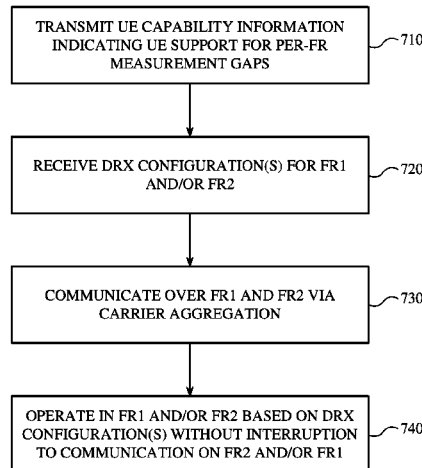 TRANSMIT UE CAPABILITY INFORMATION
INDICATING UE SUPPORT FOR PER-FR
MEASUREMENT GAPS
710
RECEIVE DRX CONFIGURATION(S) FOR FR1
AND/OR FR2
720
COMMUNICATE OVER FR1 AND FR2 VIA
CARRIER AGGREGATION
730
OPERATE IN FR1 AND/OR FR2 BASED ON DRX
CONFIGURATION(S) WITHOUT INTERRUPTION
TO COMMUNICATION ON FR2 AND/OR FR1
740